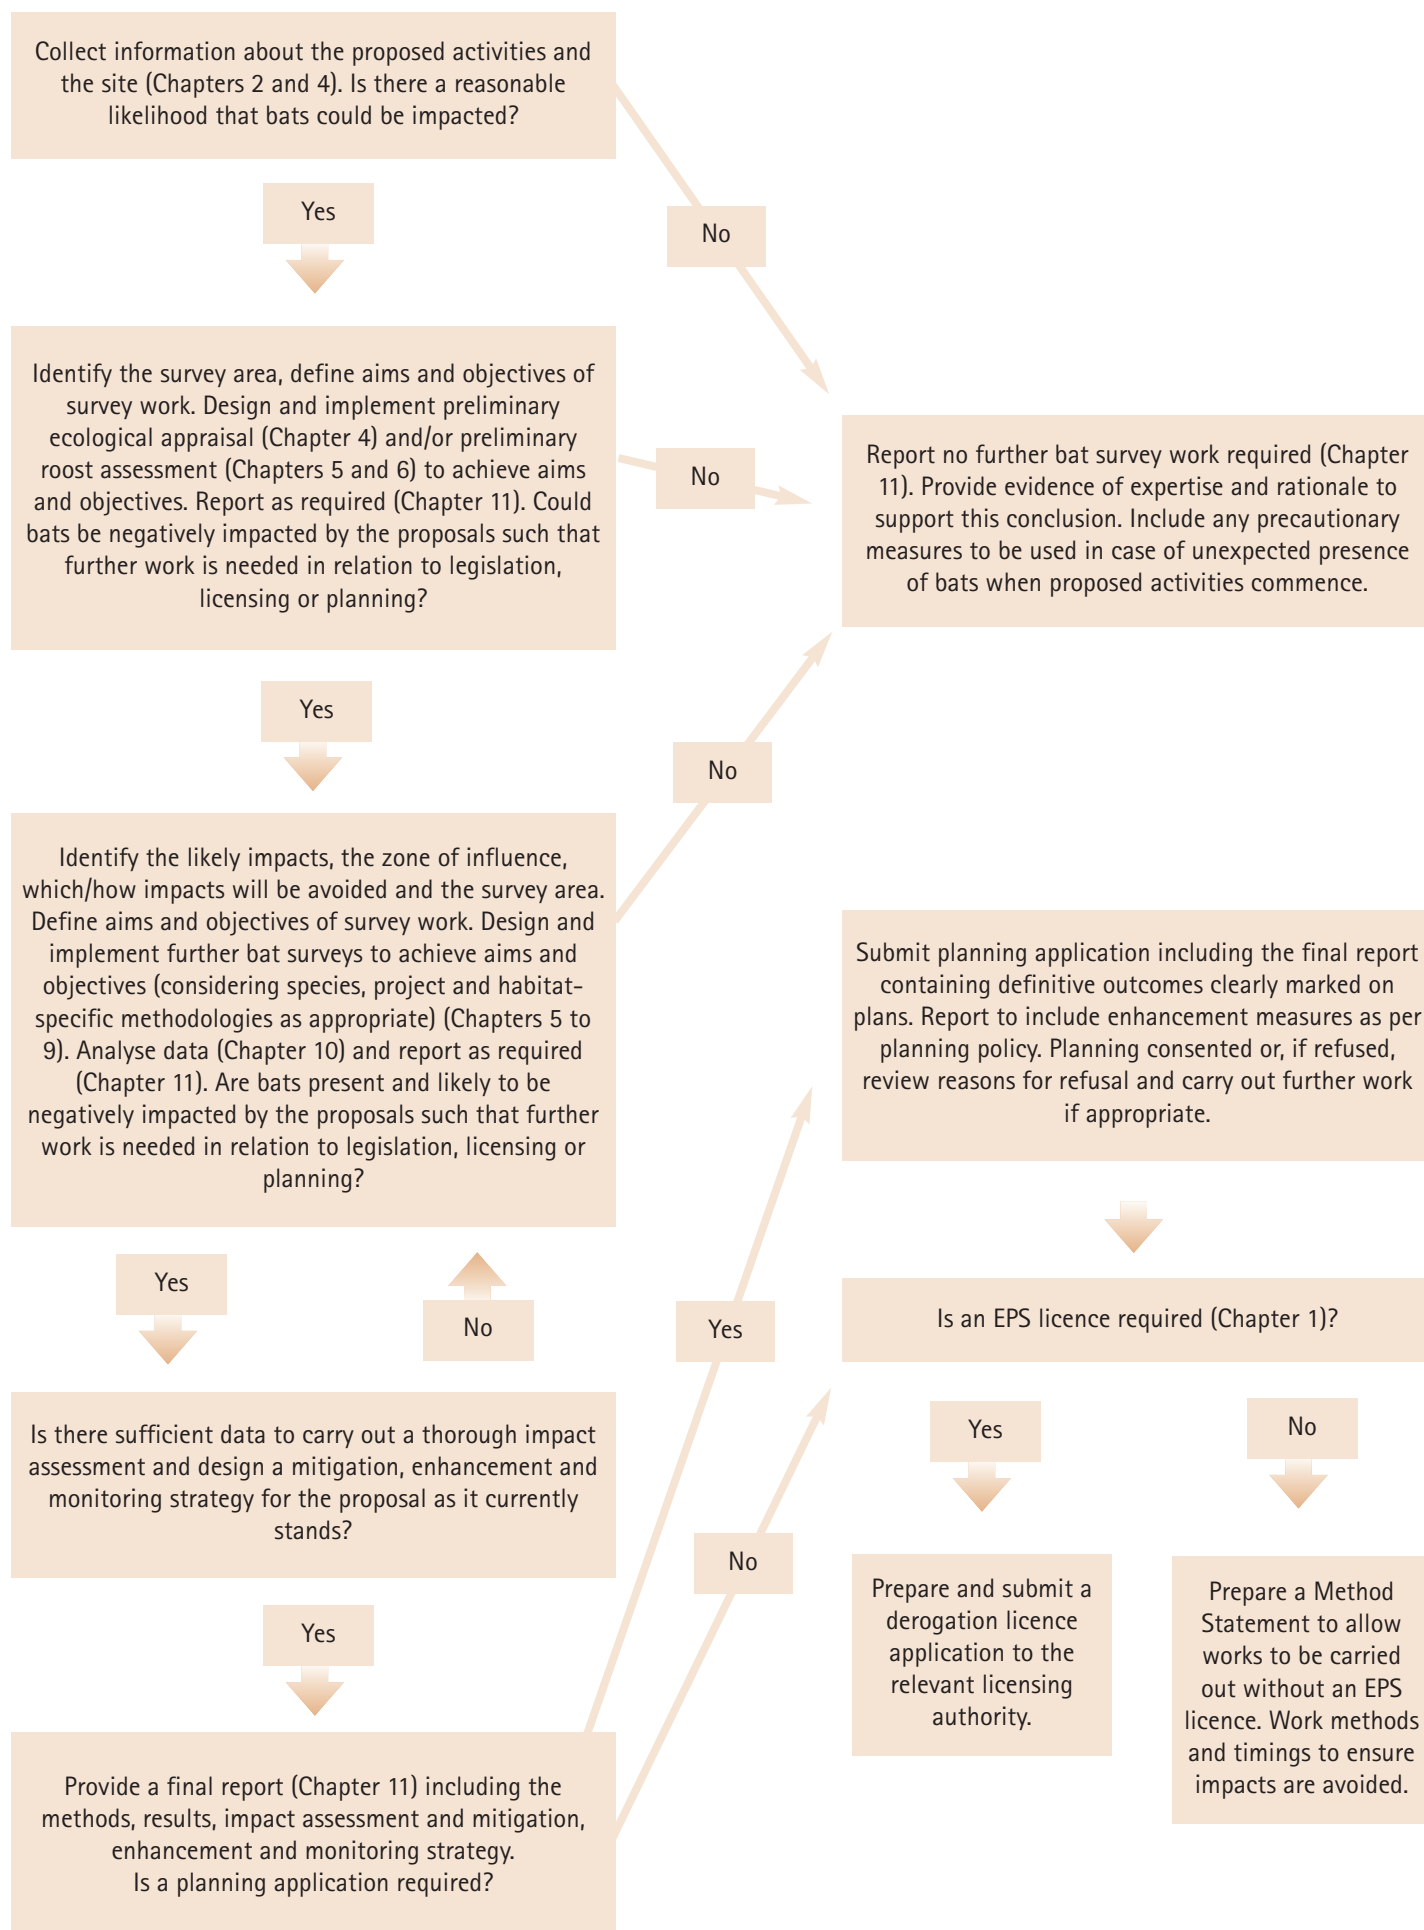 Collect information about the proposed activities and
the site (Chapters 2 and 4). Is there a reasonable
likelihood that bats could be impacted?
Yes
No
Identify the survey area, define aims and objectives of
survey work. Design and implement preliminary
ecological appraisal (Chapter 4) and/or preliminary
roost assessment (Chapters 5 and 6) to achieve aims
and objectives. Report as required (Chapter 11). Could
bats be negatively impacted by the proposals such that
further work is needed in relation to legislation,
licensing or planning?
No
Report no further bat survey work required (Chapter
11). Provide evidence of expertise and rationale to
support this conclusion. Include any precautionary
measures to be used in case of unexpected presence
of bats when proposed activities commence.
Yes
No
Identify the likely impacts, the zone of influence,
which/how impacts will be avoided and the survey area.
Define aims and objectives of survey work. Design and
implement further bat surveys to achieve aims and
objectives (considering species, project and habitat-
specific methodologies as appropriate) (Chapters 5 to
9). Analyse data (Chapter 10) and report as required
(Chapter 11). Are bats present and likely to be
negatively impacted by the proposals such that further
work is needed in relation to legislation, licensing or
planning?
Submit planning application including the final report
containing definitive outcomes clearly marked on
plans. Report to include enhancement measures as per
planning policy. Planning consented or, if refused,
review reasons for refusal and carry out further work
if appropriate.
Yes
No
Yes
Is an EPS licence required (Chapter 1)?
Is there sufficient data to carry out a thorough impact
assessment and design a mitigation, enhancement and
monitoring strategy for the proposal as it currently
stands?
Yes
No
No
Yes
Prepare and submit a
derogation licence
application to the
relevant licensing
authority.
Prepare a Method
Statement to allow
works to be carried
out without an EPS
licence. Work methods
and timings to ensure
impacts are avoided.
Provide a final report (Chapter 11) including the
methods, results, impact assessment and mitigation,
enhancement and monitoring strategy.
Is a planning application required?